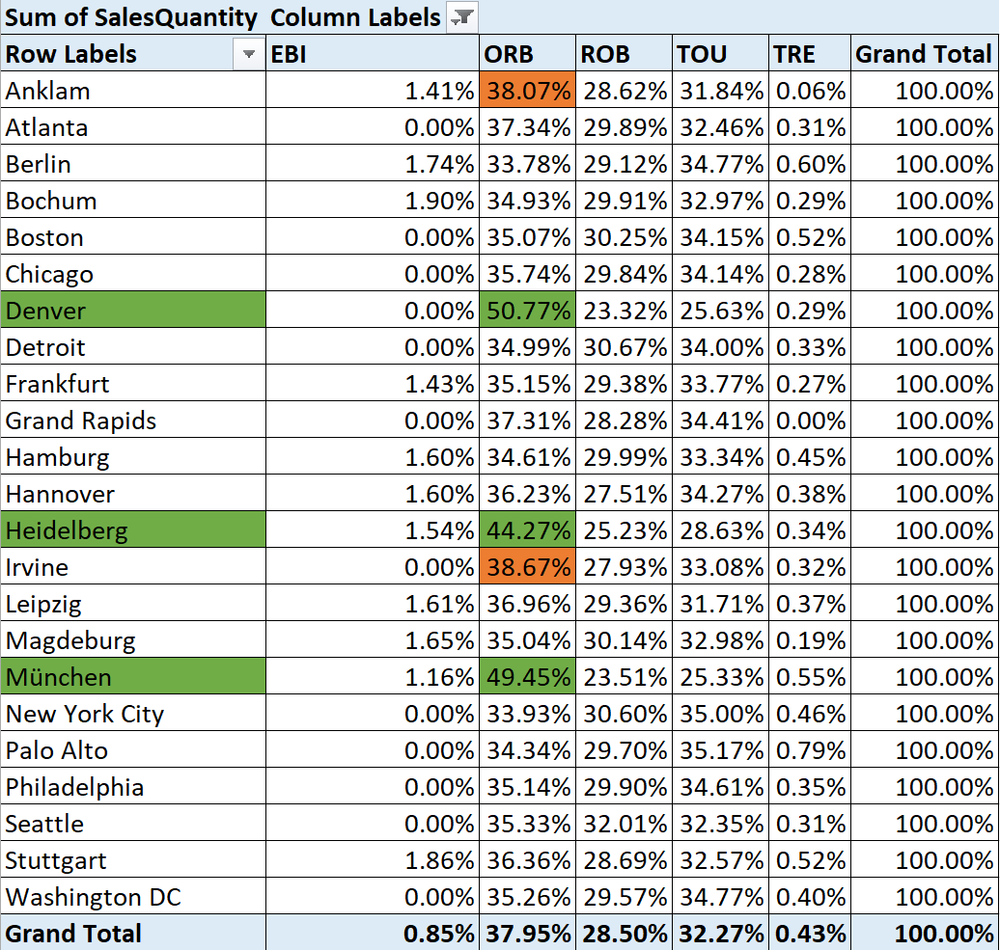 Sum of SalesQuantity Column Labels
Row Labels EBI ORB ROB TOU TRE Grand Total
Anklam 1.41% 38.07% 28.62% 31.84% 0.06% 100.00%
Atlanta 0.00% 37.34% 29.89% 32.46% 0.31% 100.00%
Berlin 1.74% 33.78% 29.12% 34.77% 0.60% 100.00%
Bochum 1.90% 34.93% 29.91% 32.97% 0.29% 100.00%
Boston 0.00% 35.07% 30.25% 34.15% 0.52% 100.00%
Chicago 0.00% 35.74% 29.84% 34.14% 0.28% 100.00%
Denver 0.00% 50.77% 23.32% 25.63% 0.29% 100.00%
Detroit 0.00% 34.99% 30.67% 34.00% 0.33% 100.00%
Frankfurt 1.43% 35.15% 29.38% 33.77% 0.27% 100.00%
Grand Rapids 0.00% 37.31% 28.28% 34.41% 0.00% 100.00%
Hamburg 1.60% 34.61% 29.99% 33.34% 0.45% 100.00%
Hannover 1.60% 36.23% 27.51% 34.27% 0.38% 100.00%
Heidelberg 1.54% 44.27% 25.23% 28.63% 0.34% 100.00%
Irvine 0.00% 38.67% 27.93% 33.08% 0.32% 100.00%
Leipzig 1.61% 36.96% 29.36% 31.71% 0.37% 100.00%
Magdeburg 1.65% 35.04% 30.14% 32.98% 0.19% 100.00%
München 1.16% 49.45% 23.51% 25.33% 0.55% 100.00%
New York City 0.00% 33.93% 30.60% 35.00% 0.46% 100.00%
Palo Alto 0.00% 34.34% 29.70% 35.17% 0.79% 100.00%
Philadelphia 0.00% 35.14% 29.90% 34.61% 0.35% 100.00%
Seattle 0.00% 35.33% 32.01% 32.35% 0.31% 100.00%
Stuttgart 1.86% 36.36% 28.69% 32.57% 0.52% 100.00%
Washington DC 0.00% 35.26% 29.57% 34.77% 0.40% 100.00%
Grand Total 0.85% 37.95% 28.50% 32.27% 0.43% 100.00%